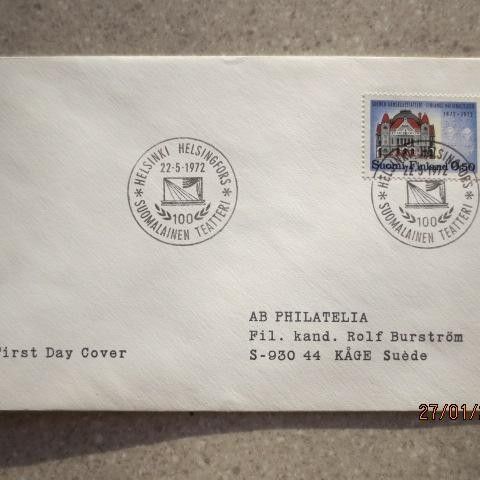 1872-1972
Suomi-Finland 0,50
* HELSINKI HELSINGFORS *
22-5-1972
100
SUOMALAINEN TEATTERI
* HELSINKI HELSINGFORS *
22-5-1972
100
SUOMALAINEN TEATTERI
AB PHILATELIA
Fil. kand. Rolf Burström
S-930 44 KÅGE Suède
First Day Cover
27/01/2